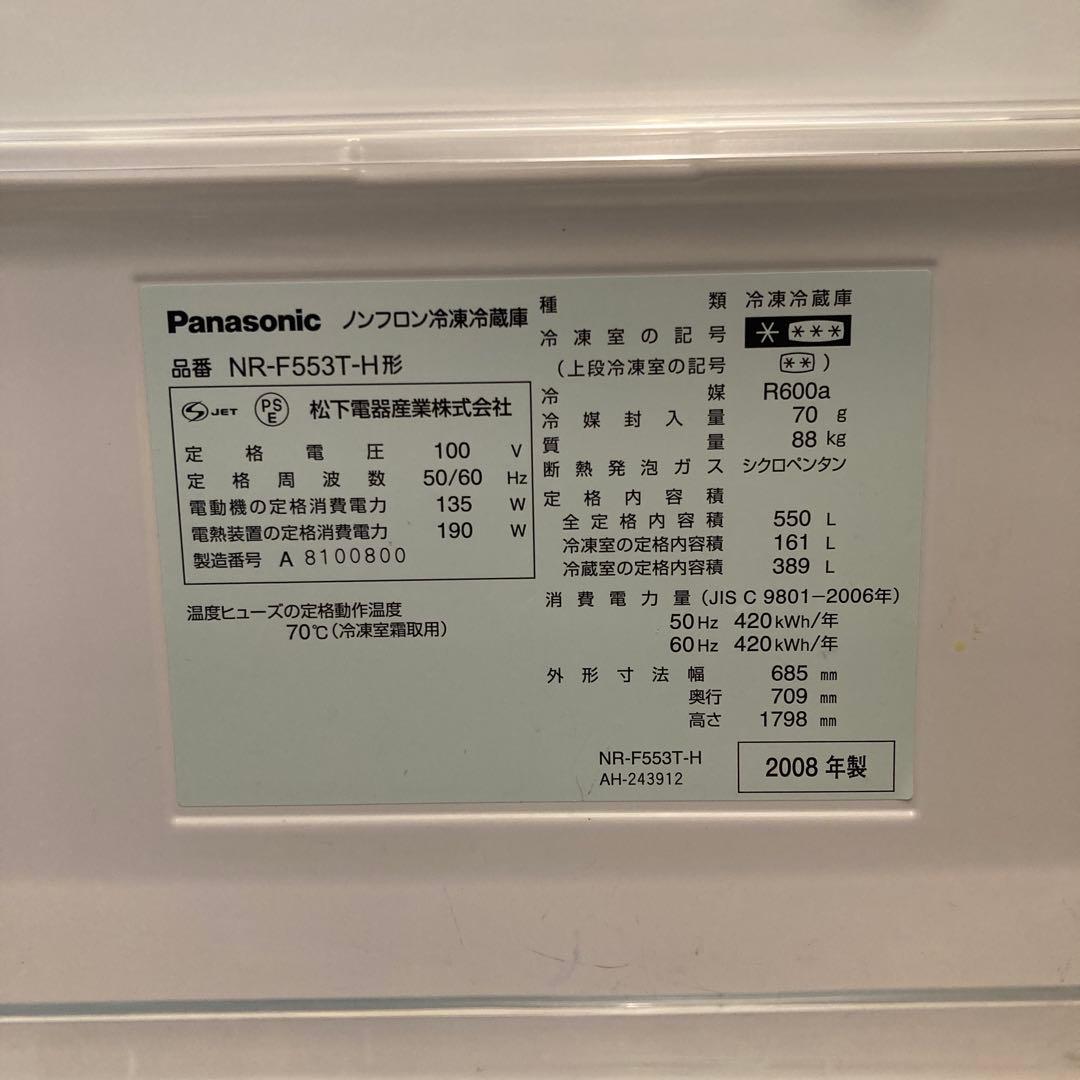 Panasonic ノンフロン冷凍冷蔵庫
品番 NR-F553T-H形
S JET PSE 松下電器産業株式会社
定格電圧 100 V
定格周波数 50/60 Hz
電動機の定格消費電力 135 W
電熱装置の定格消費電力 190 W
製造番号 A 8100800
温度ヒューズの定格動作温度
70℃(冷凍室霜取用)
種類 冷凍冷蔵庫
冷凍室の記号 * ***
(上段冷凍室の記号 ** )
冷媒 R600a
冷媒封入量 70 g
質量 88 kg
断熱発泡ガス シクロペンタン
定格内容積
全定格内容積 550 L
冷凍室の定格内容積 161 L
冷蔵室の定格内容積 389 L
消費電力量(JIS C 9801-2006年)
50Hz 420kWh/年
60Hz 420kWh/年
外形寸法幅 685 mm
奥行 709 mm
高さ 1798 mm
NR-F553T-H
AH-243912
2008 年製